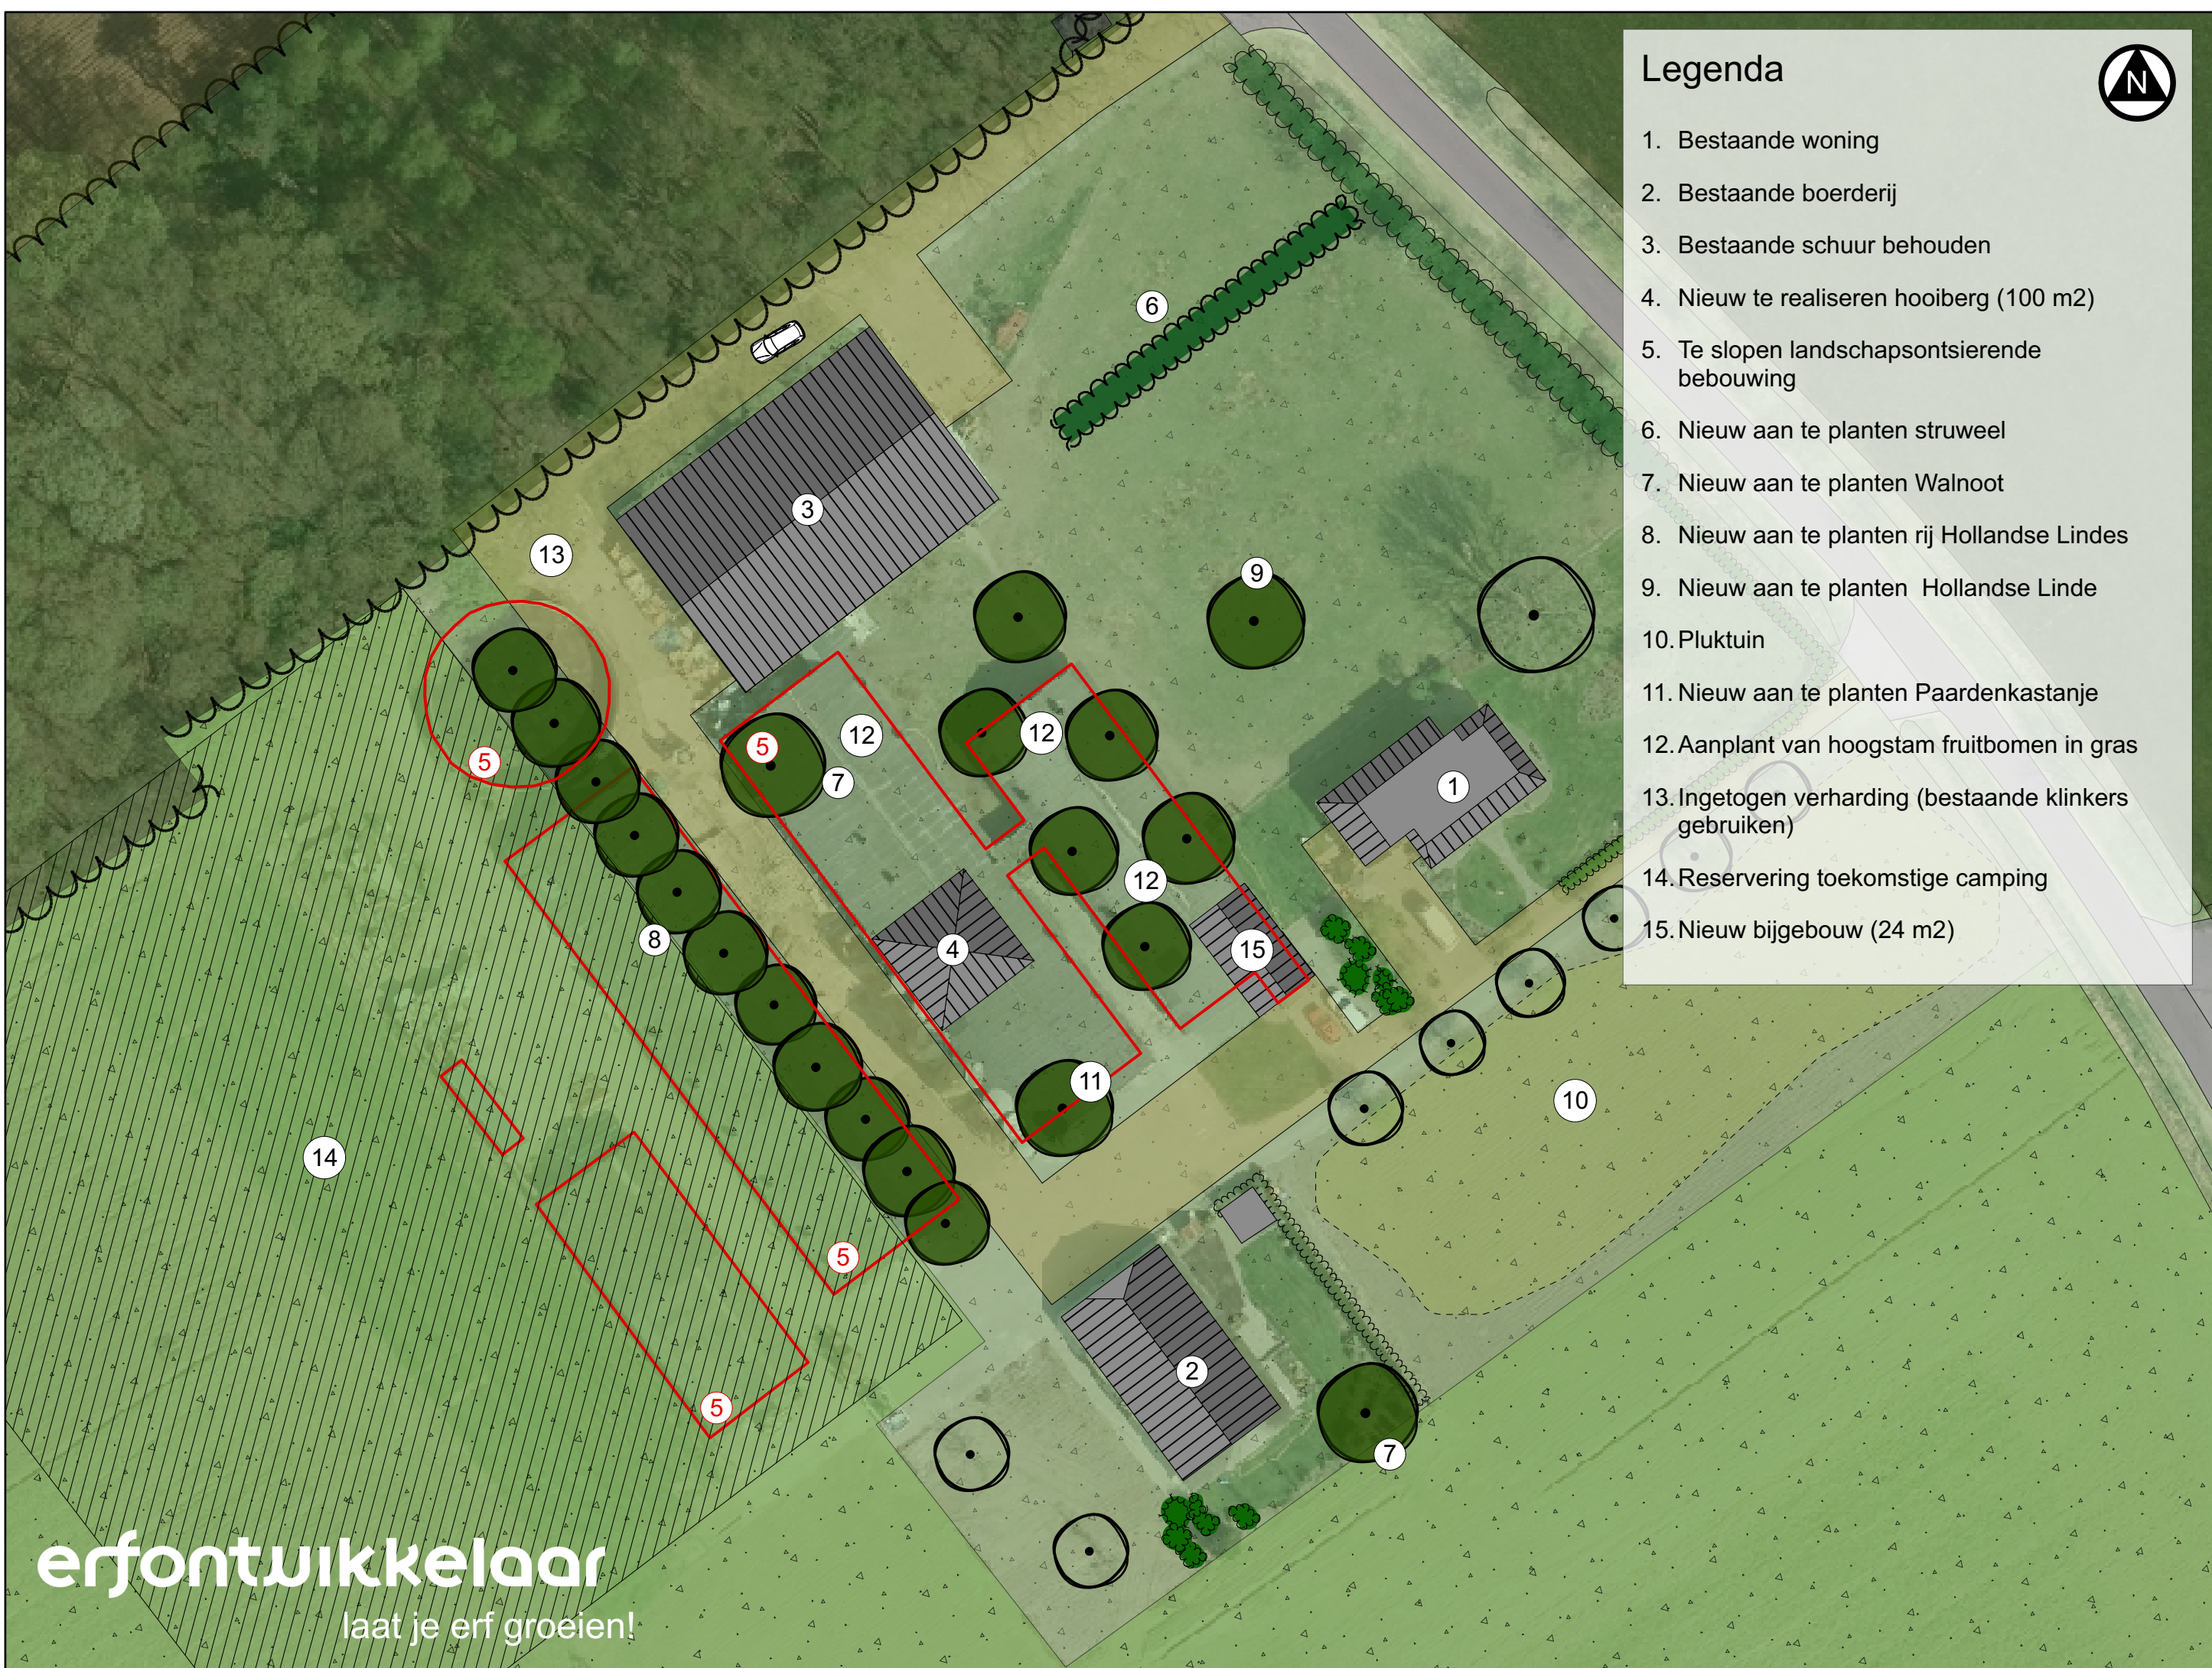 Legenda
N
1. Bestaande woning
2. Bestaande boerderij
3. Bestaande schuur behouden
4. Nieuw te realiseren hooiberg (100 m2)
5. Te slopen landschapsontsierende
bebouwing
6. Nieuw aan te planten struweel
7. Nieuw aan te planten Walnoot
8. Nieuw aan te planten rij Hollandse Lindes
9. Nieuw aan te planten Hollandse Linde
10. Pluktuin
11. Nieuw aan te planten Paardenkastanje
12. Aanplant van hoogstam fruitbomen in gras
13. Ingetogen verharding (bestaande klinkers
gebruiken)
14. Reservering toekomstige camping
15. Nieuw bijgebouw (24 m2)
6
3
13
9
5
12
12
7
5
1
12
8
4
15
11
10
14
5
2
5
7
erfontwikkelaar
laat je erf groeien!